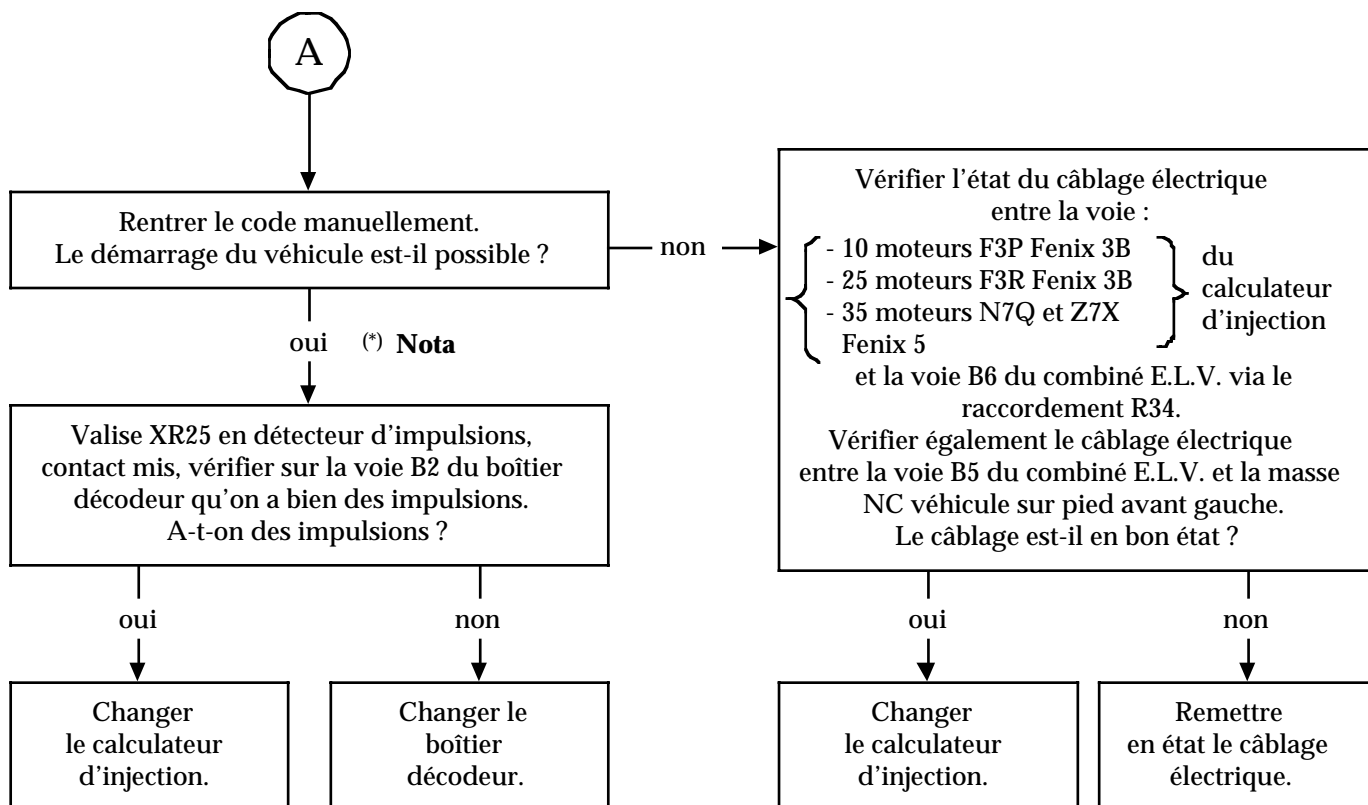 A
Rentrer le code manuellement.
Le démarrage du véhicule est-il possible ?
non
oui (*) Nota
Valise XR25 en détecteur d’impulsions,
contact mis, vérifier sur la voie B2 du boîtier
décodeur qu’on a bien des impulsions.
A-t-on des impulsions ?
oui
non
Changer
le calculateur
d’injection.
Changer le
boîtier
décodeur.
Vérifier l’état du câblage électrique
entre la voie :
- 10 moteurs F3P Fenix 3B
- 25 moteurs F3R Fenix 3B
- 35 moteurs N7Q et Z7X
Fenix 5
du
calculateur
d’injection
et la voie B6 du combiné E.L.V. via le
raccordement R34.
Vérifier également le câblage électrique
entre la voie B5 du combiné E.L.V. et la masse
NC véhicule sur pied avant gauche.
Le câblage est-il en bon état ?
oui
non
Changer
le calculateur
d’injection.
Remettre
en état le câblage
électrique.